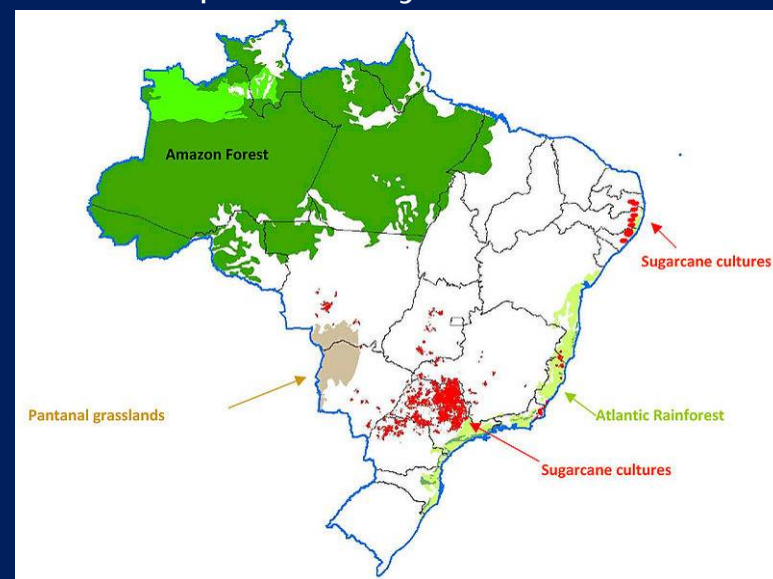 Amazon Forest
Sugarcane cultures
Pantanal grasslands
Atlantic Rainforest
Sugarcane cultures